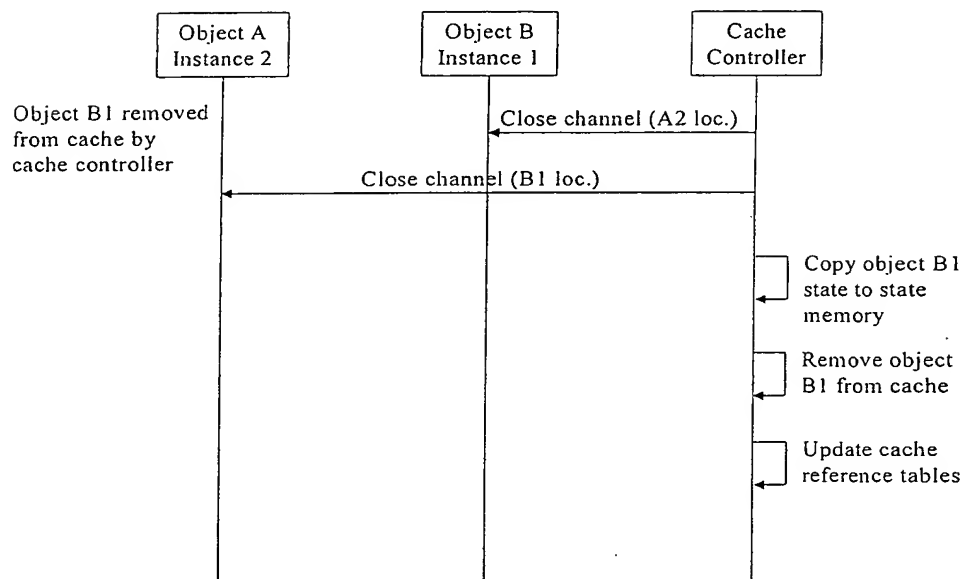 Object A
Instance 2
Object B
Instance 1
Cache
Controller
Object B1 removed
from cache by
cache controller
Close channel (A2 loc.)
Close channel (B1 loc.)
Copy object B1
state to state
memory
Remove object
B1 from cache
Update cache
reference tables